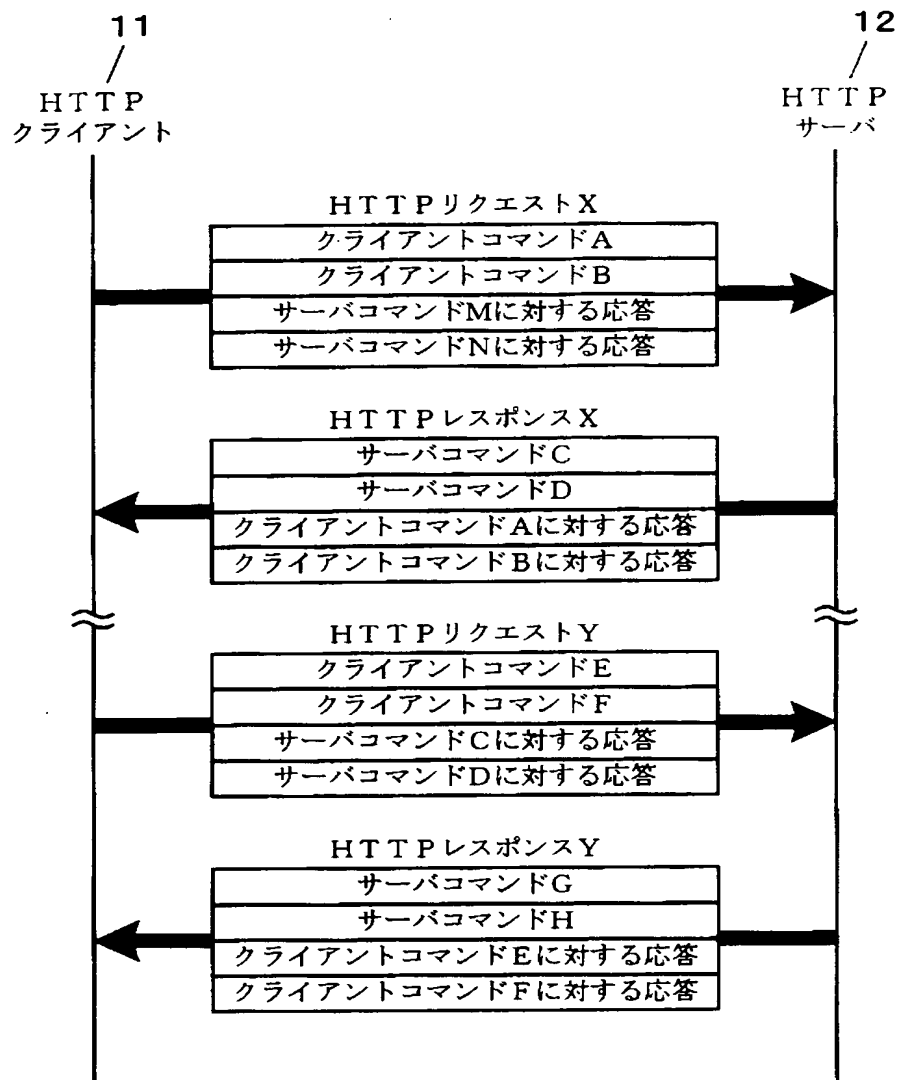 11
12
HTTP
クライアント
HTTP
サーバ
HTTPリクエストX
クライアントコマンドA
クライアントコマンドB
サーバコマンドMに対する応答
サーバコマンドNに対する応答
HTTPレスポンスX
サーバコマンドC
サーバコマンドD
クライアントコマンドAに対する応答
クライアントコマンドBに対する応答
HTTPリクエストY
クライアントコマンドE
クライアントコマンドF
サーバコマンドCに対する応答
サーバコマンドDに対する応答
HTTPレスポンスY
サーバコマンドG
サーバコマンドH
クライアントコマンドEに対する応答
クライアントコマンドFに対する応答